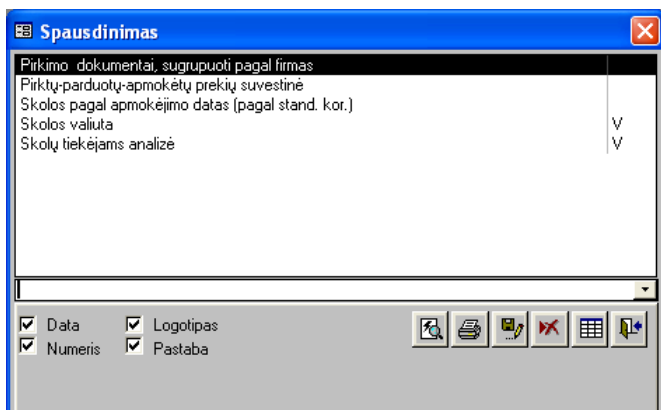 Spausdinimas
Pirkimo dokumentai, sugrupuoti pagal firmas
Pirktų-parduotų-apmokėtų prekių suvestinė
Skolos pagal apmokėjimo datas (pagal stand. kor.)
Skolos valiuta V
Skolų tiekėjams analizė V
Data Logotipas
Numeris Pastaba